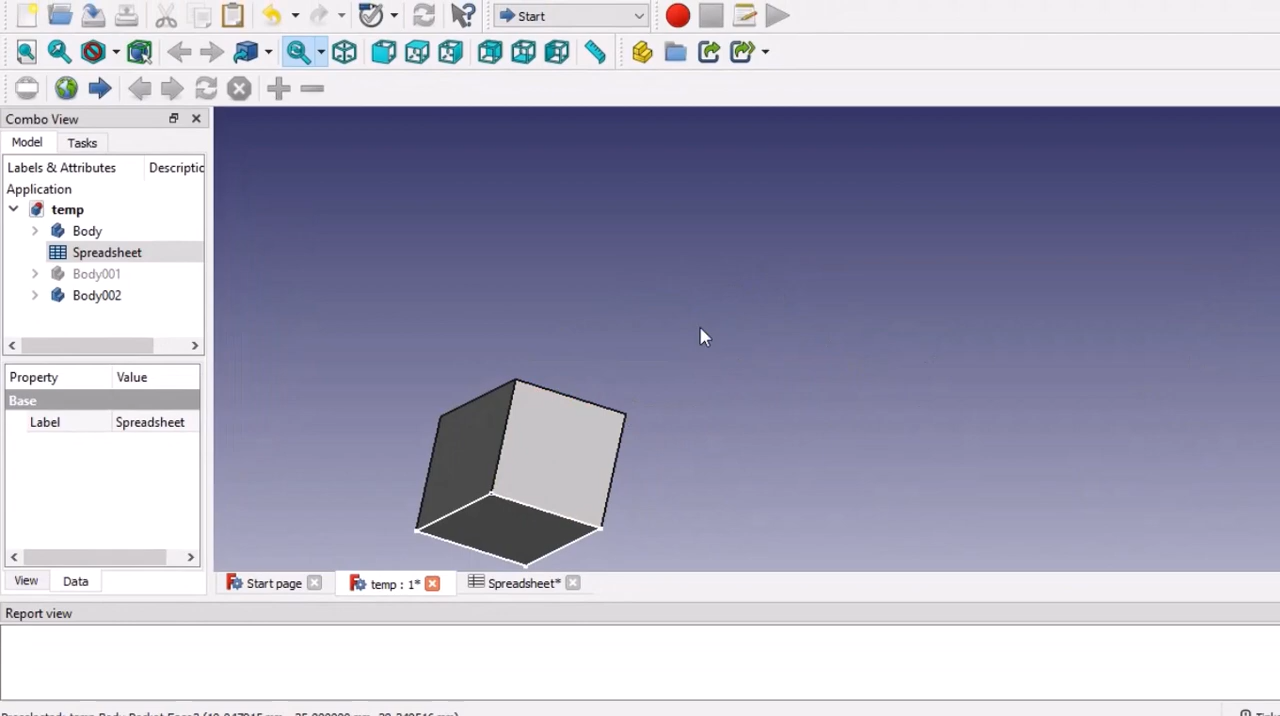 Start
Combo View
Model Tasks
Labels & Attributes Descriptic
Application
temp
Body
Spreadsheet
Body001
Body002
Property Value
Base
Label Spreadsheet
View Data
Start page temp : 1* Spreadsheet*
Report view